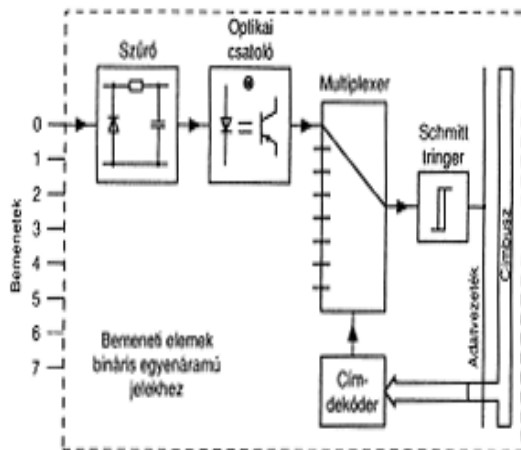 Szűrő
Optikai
csatoló
Multiplexer
Schmitt
tringer
Bemenetek
0
1
2
3
4
5
6
7
Bemeneti elemek
bináris egyenáramú
jelekhez
Cím-
dekóder
Adatvezeték
Címbusz